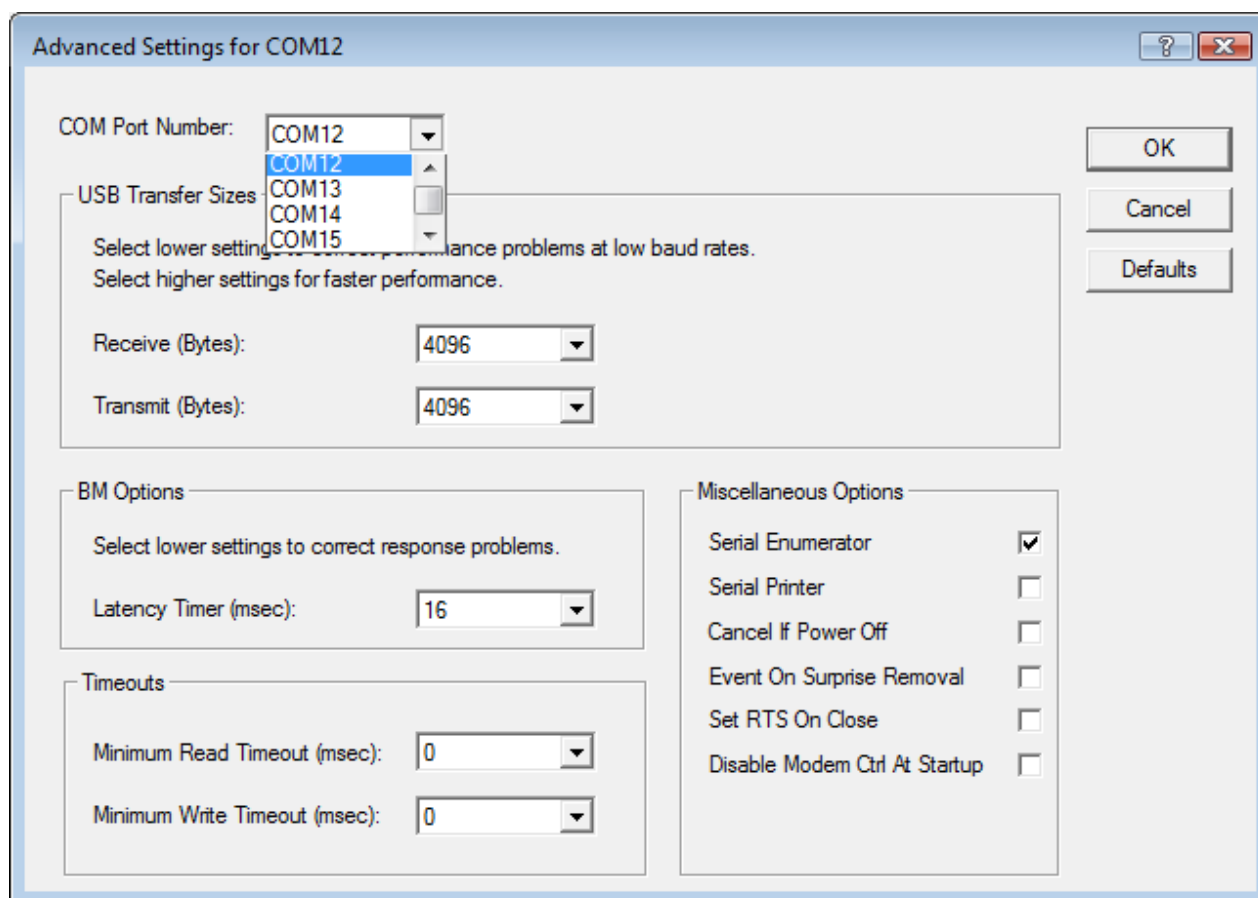 Advanced Settings for COM12
COM Port Number: COM12
COM12
COM13
COM14
COM15
OK
Cancel
Defaults
USB Transfer Sizes
Select lower settings to correct performance problems at low baud rates.
Select higher settings for faster performance.
Receive (Bytes): 4096
Transmit (Bytes): 4096
BM Options
Select lower settings to correct response problems.
Latency Timer (msec): 16
Timeouts
Minimum Read Timeout (msec): 0
Minimum Write Timeout (msec): 0
Miscellaneous Options
Serial Enumerator
Serial Printer
Cancel If Power Off
Event On Surprise Removal
Set RTS On Close
Disable Modem Ctrl At Startup